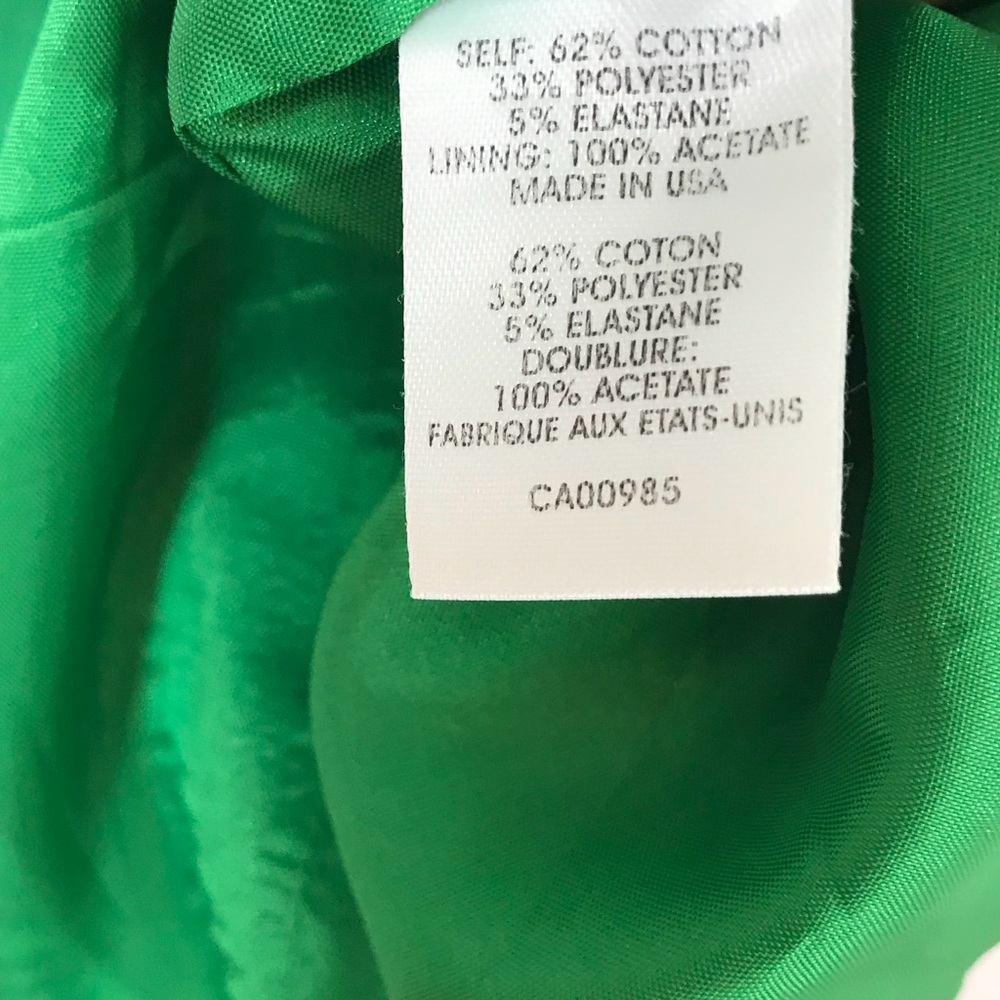 SELF: 62% COTTON
33% POLYESTER
5% ELASTANE
LINING: 100% ACETATE
MADE IN USA
62% COTON
33% POLYESTER
5% ELASTANE
DOUBLURE:
100% ACETATE
FABRIQUE AUX ETATS-UNIS
CA00985